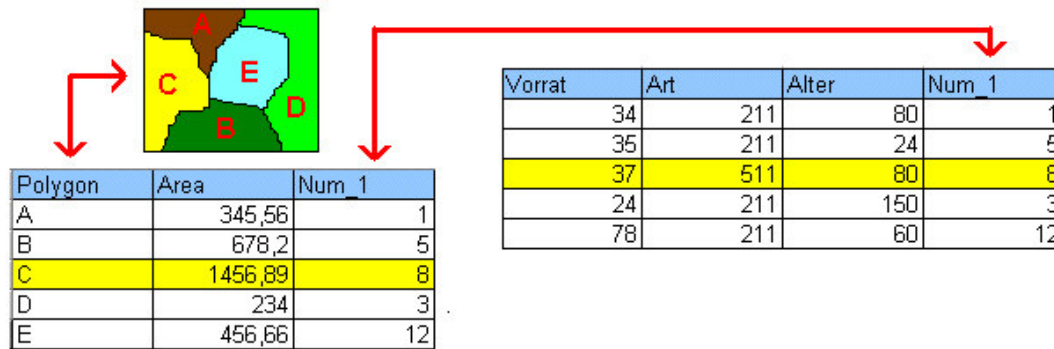 A
C
E
D
B
Polygon Area Num_1
A 345,56 1
B 678,2 5
C 1456,89 8
D 234 3
E 456,66 12
Vorrat Art Alter Num_1
34 211 80 1
35 211 24 5
37 511 80 8
24 211 150 3
78 211 60 12